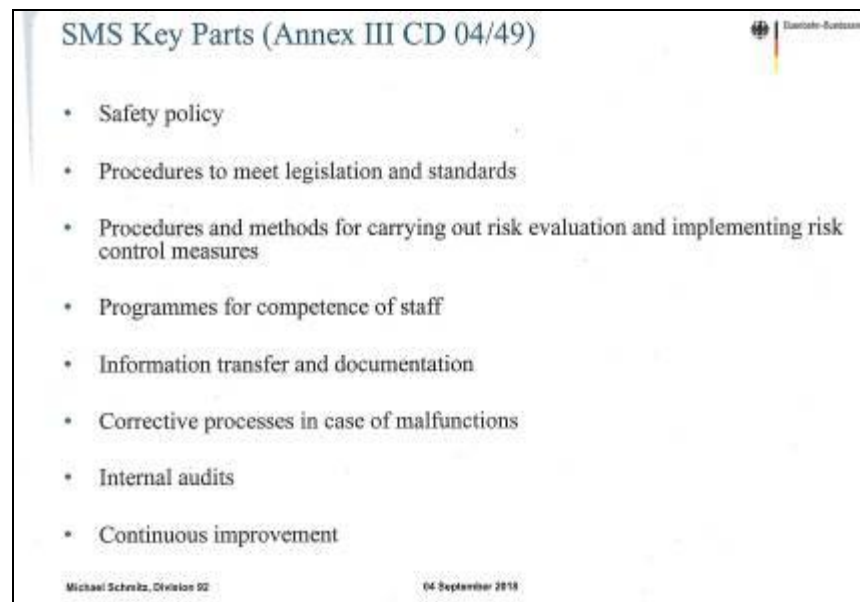 SMS Key Parts (Annex III CD 04/49)
• Safety policy
• Procedures to meet legislation and standards
• Procedures and methods for carrying out risk evaluation and implementing risk
control measures
• Programmes for competence of staff
• Information transfer and documentation
• Corrective processes in case of malfunctions
• Internal audits
• Continuous improvement
Michael Schmitz, Division 92
04 September 2018